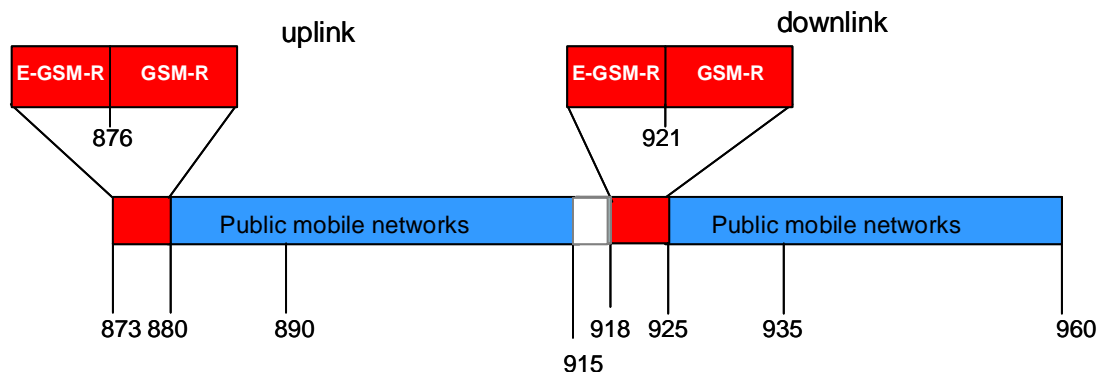 uplink
downlink
E-GSM-R GSM-R
E-GSM-R GSM-R
876
921
Public mobile networks
Public mobile networks
873 880 890 918 925 935 960
915